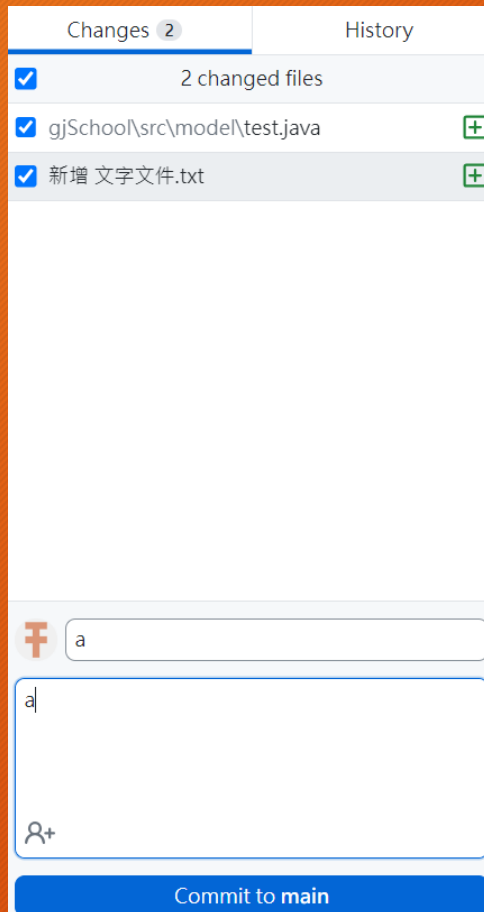 Changes 2 History
2 changed files
gjSchool\src\model\test.java
新增 文字文件.txt
a
a
Commit to main